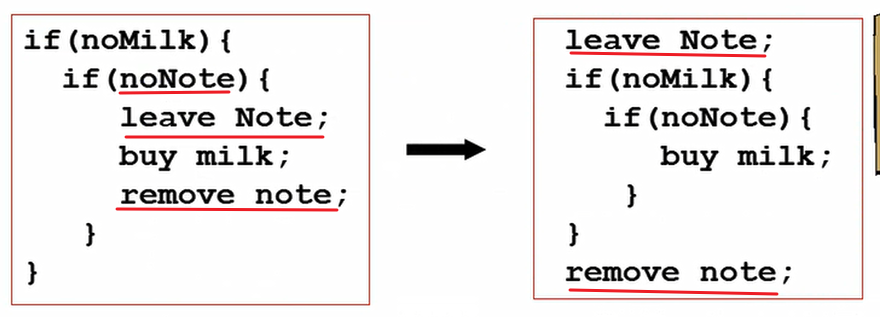 if(noMilk){
if(noNote){
leave Note;
buy milk;
remove note;
}
}
leave Note;
if(noMilk){
if(noNote){
buy milk;
}
}
remove note;